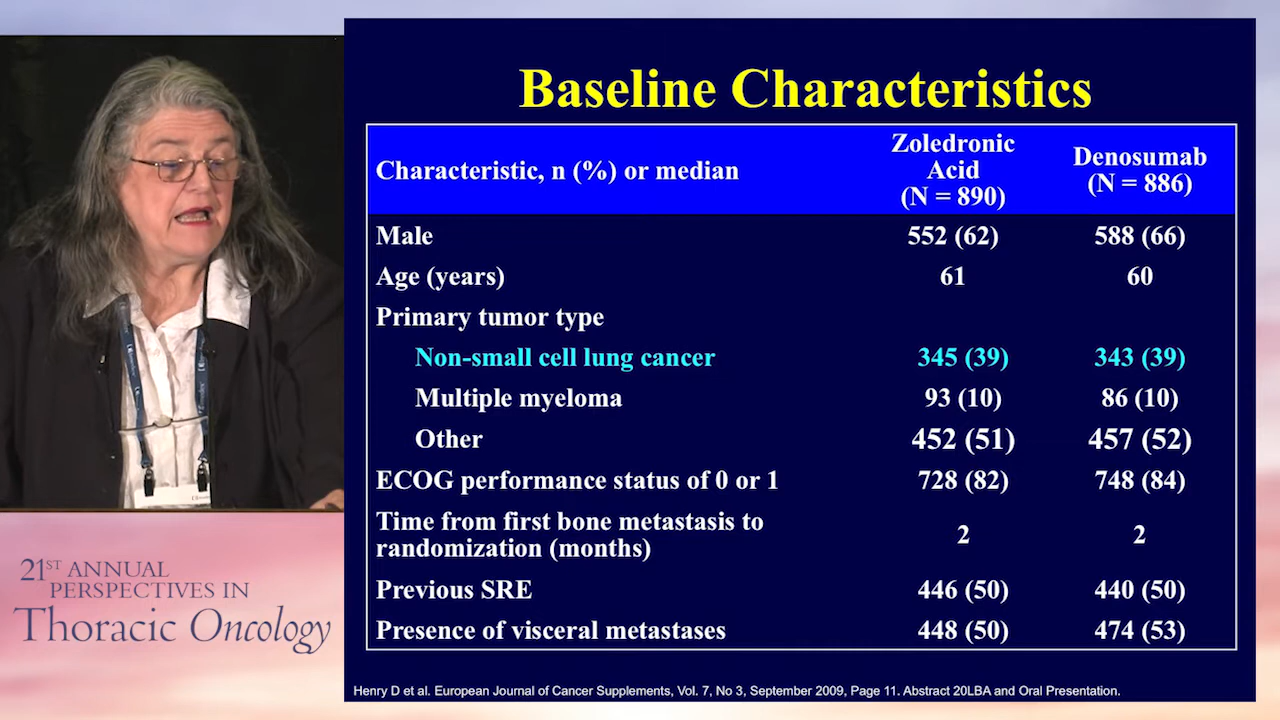 Baseline Characteristics
Characteristic, n (%) or median
Zoledronic
Acid
(N = 890)
Denosumab
(N = 886)
Male 552 (62) 588 (66)
Age (years) 61 60
Primary tumor type
Non-small cell lung cancer 345 (39) 343 (39)
Multiple myeloma 93 (10) 86 (10)
Other 452 (51) 457 (52)
ECOG performance status of 0 or 1 728 (82) 748 (84)
Time from first bone metastasis to
randomization (months) 2 2
Previous SRE 446 (50) 440 (50)
Presence of visceral metastases 448 (50) 474 (53)
Henry D et al. European Journal of Cancer Supplements, Vol. 7, No 3, September 2009, Page 11. Abstract 20LBA and Oral Presentation.
21ST ANNUAL
PERSPECTIVES IN
Thoracic Oncology